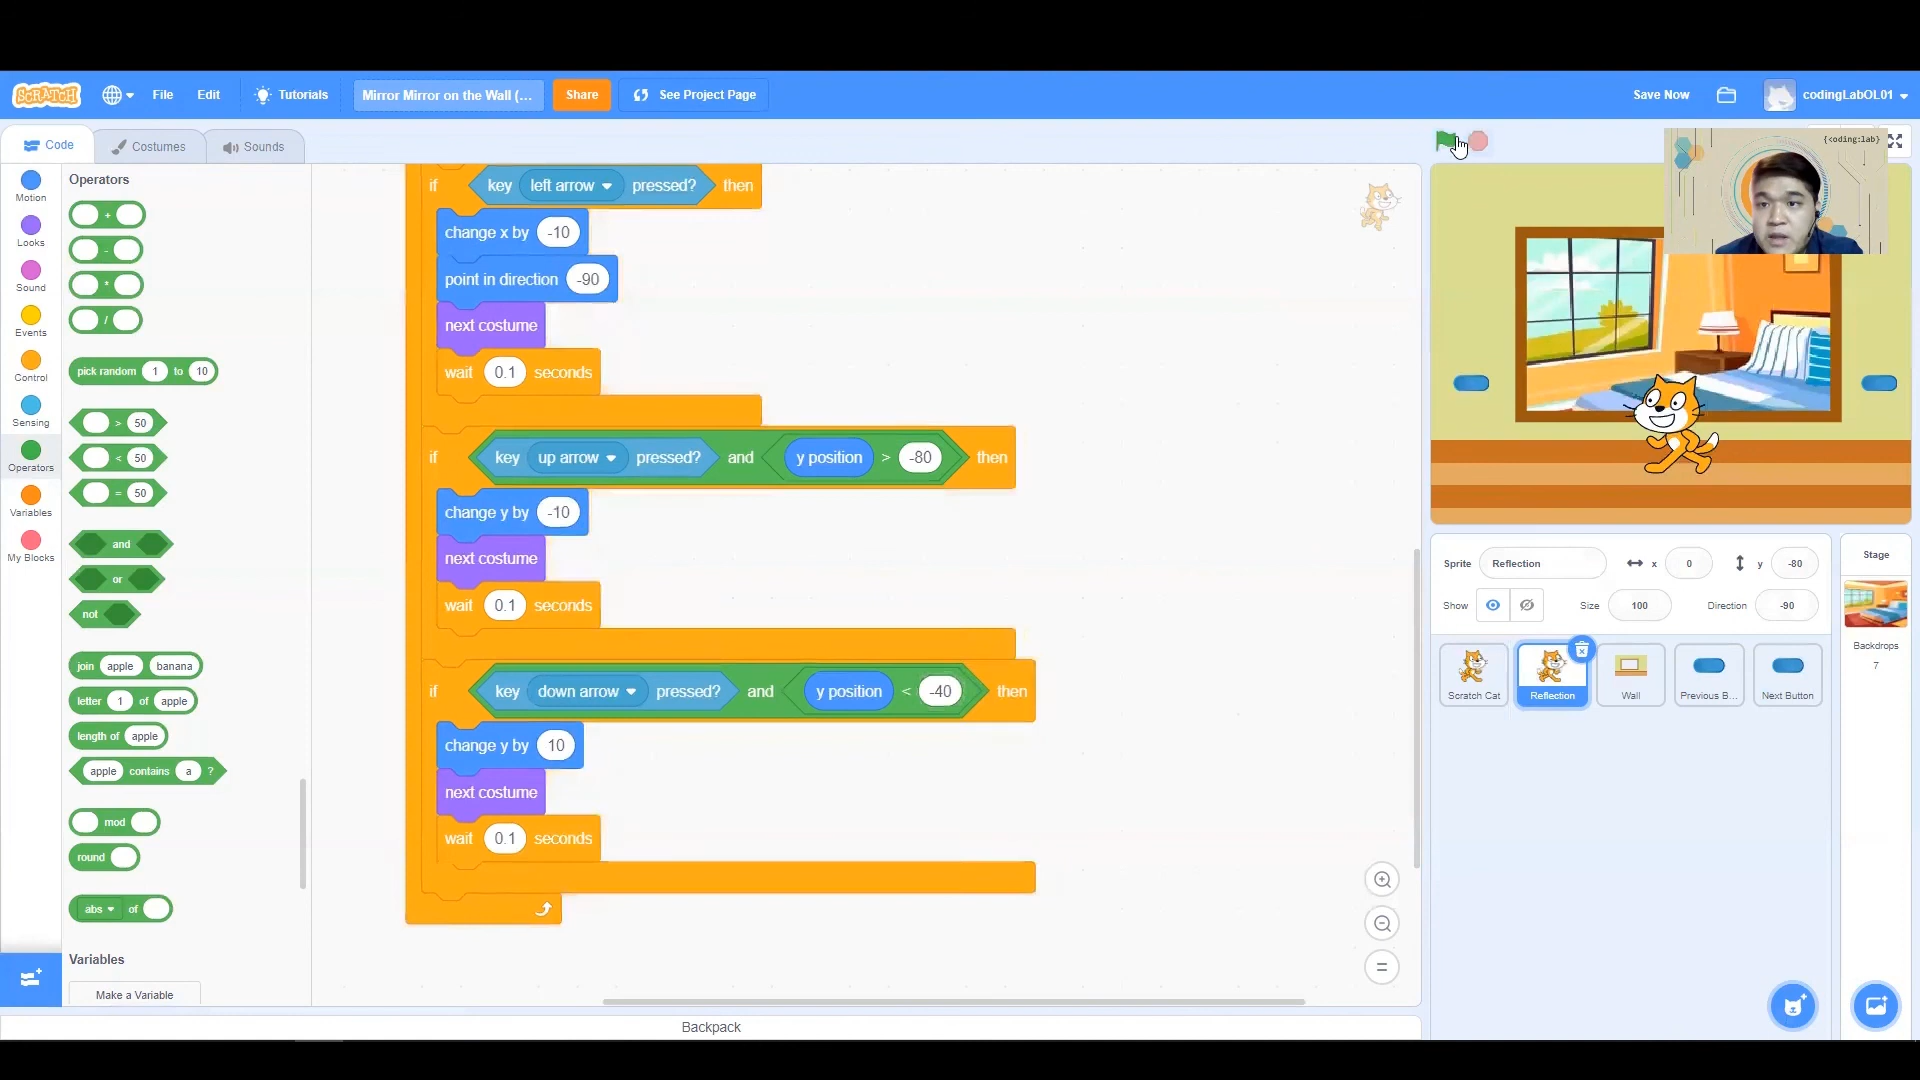 SCRATCH File Edit Tutorials Mirror Mirror on the Wall (... Share See Project Page Save Now codingLabOL01
Code Costumes Sounds
{<coding:lab}
Motion
Looks
Sound
Events
Control
Sensing
Operators
Variables
My Blocks
Operators
+
-
*
/
pick random 1 to 10
> 50
< 50
= 50
and
or
not
join apple banana
letter 1 of apple
length of apple
apple contains a ?
mod
round
abs of
Variables
Make a Variable
if key left arrow pressed? then
change x by -10
point in direction -90
next costume
wait 0.1 seconds
if key up arrow pressed? and y position > -80 then
change y by -10
next costume
wait 0.1 seconds
if key down arrow pressed? and y position < -40 then
change y by 10
next costume
wait 0.1 seconds
Backpack
Sprite Reflection x 0 y -80
Show Size 100 Direction -90
Scratch Cat Reflection Wall Previous B... Next Button
Stage
Backdrops
7